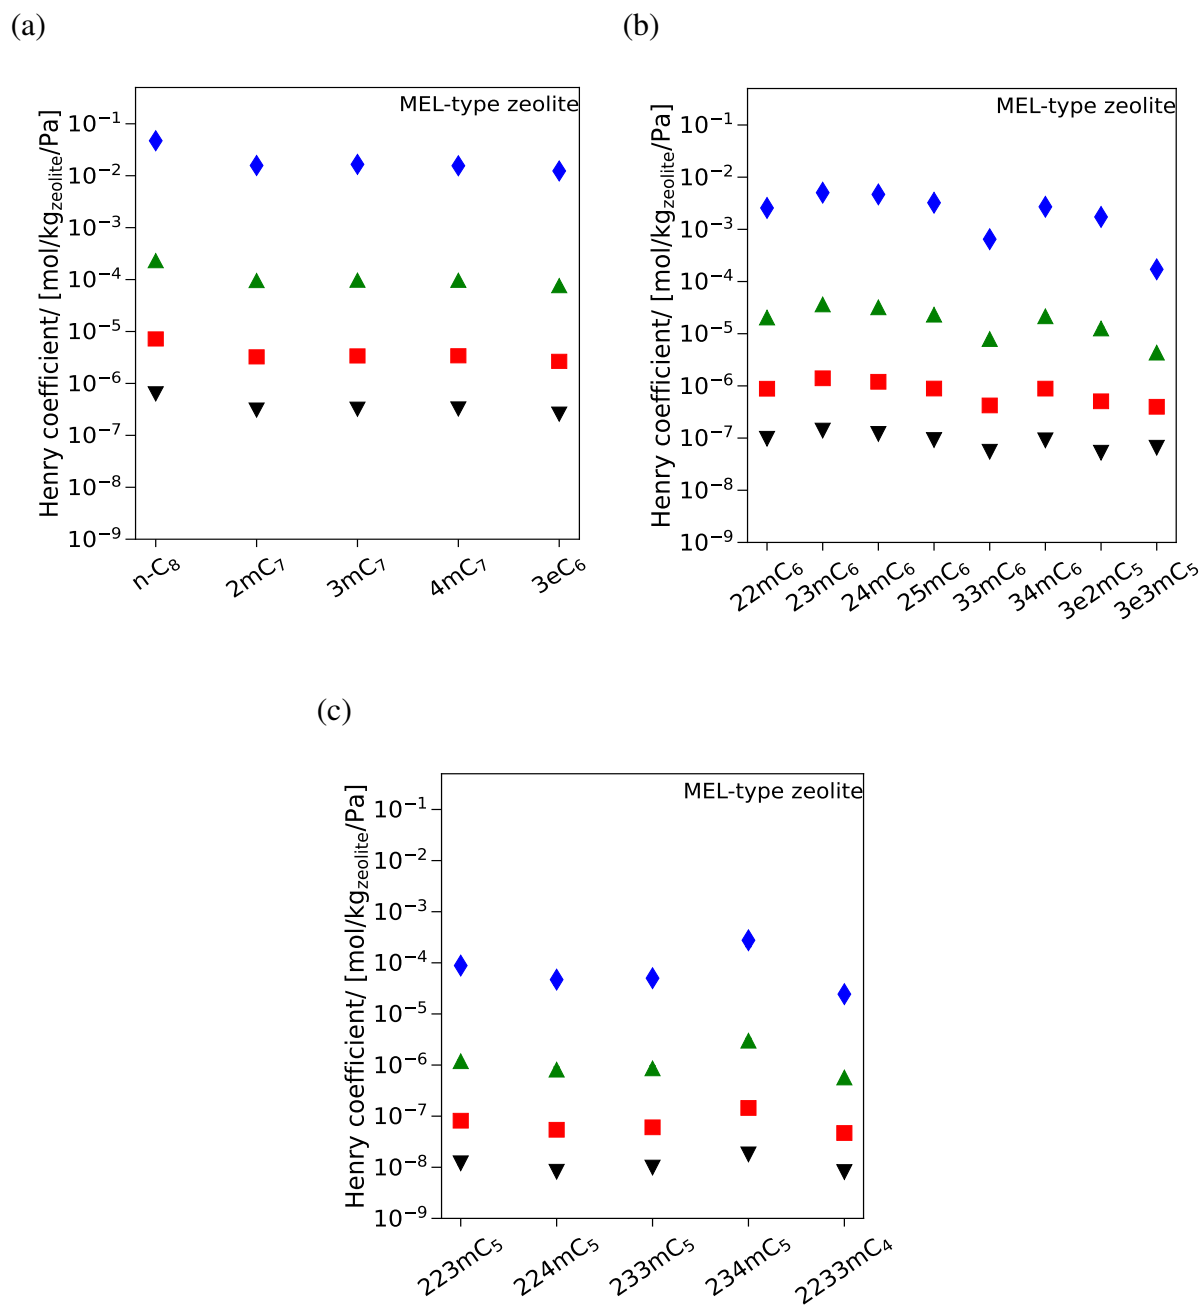 (a)
MEL-type zeolite
Henry coefficient/ [mol/kg_zeolite/Pa]
10⁻¹
10⁻²
10⁻³
10⁻⁴
10⁻⁵
10⁻⁶
10⁻⁷
10⁻⁸
10⁻⁹
n-C₈ 2mC₇ 3mC₇ 4mC₇ 3eC₆
(b)
MEL-type zeolite
Henry coefficient/ [mol/kg_zeolite/Pa]
10⁻¹
10⁻²
10⁻³
10⁻⁴
10⁻⁵
10⁻⁶
10⁻⁷
10⁻⁸
10⁻⁹
22mC₆ 23mC₆ 24mC₆ 25mC₆ 33mC₆ 34mC₆ 3e2mC₅ 3e3mC₅
(c)
MEL-type zeolite
Henry coefficient/ [mol/kg_zeolite/Pa]
10⁻¹
10⁻²
10⁻³
10⁻⁴
10⁻⁵
10⁻⁶
10⁻⁷
10⁻⁸
10⁻⁹
223mC₅ 224mC₅ 233mC₅ 234mC₅ 2233mC₄